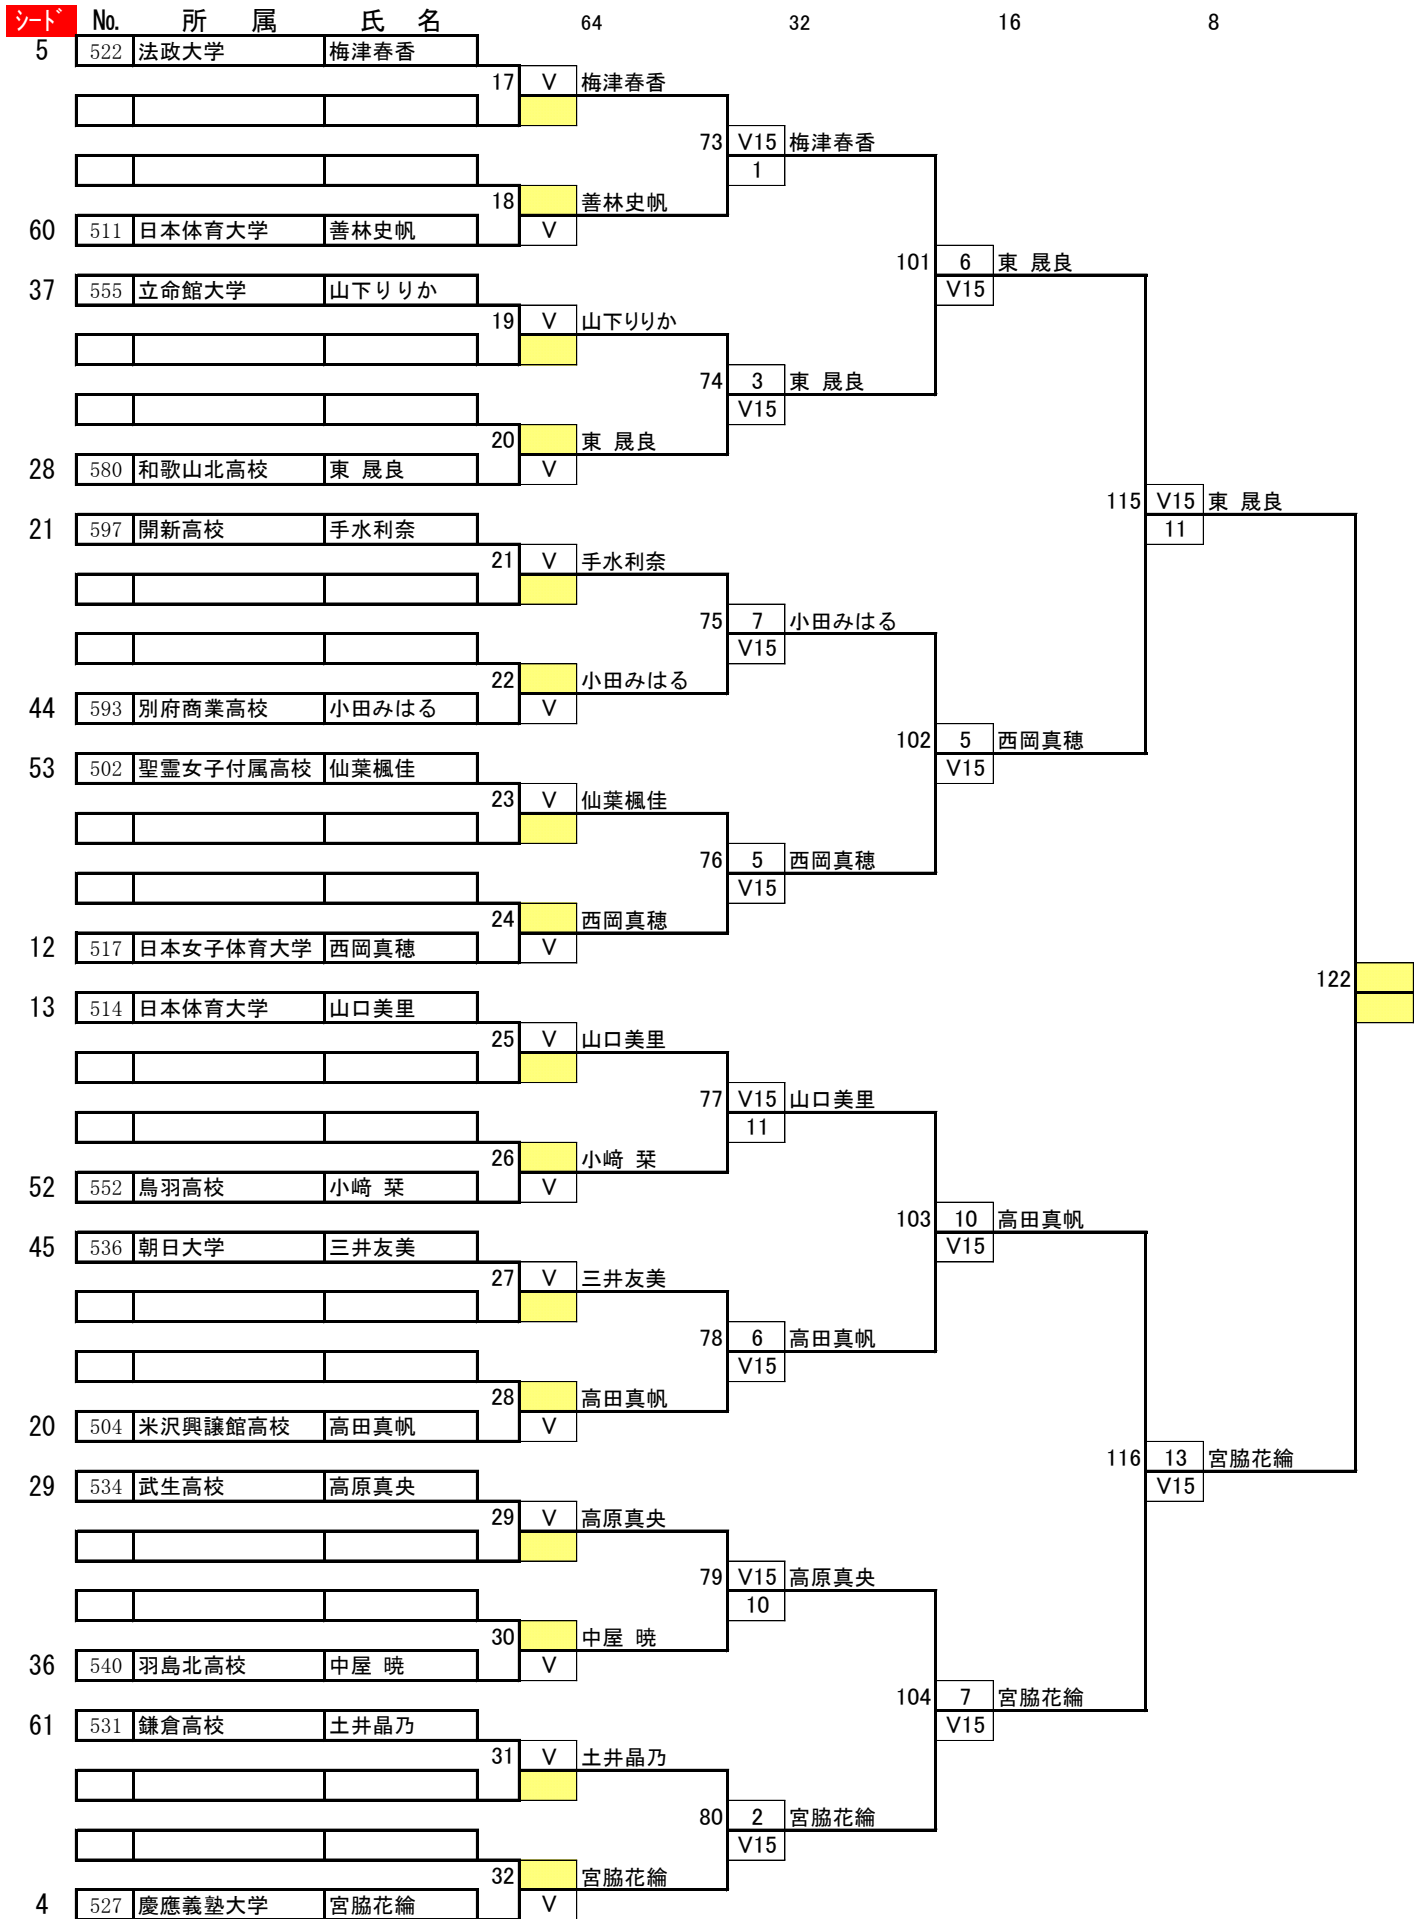 シード No. 所 属 氏 名 64 32 16 8
5 522 法政大学 梅津春香
17 V 梅津春香
73 V15 梅津春香
1
18 善林史帆
60 511 日本体育大学 善林史帆 V
101 6 東 晟良
V15
37 555 立命館大学 山下りりか
19 V 山下りりか
74 3 東 晟良
V15
20 東 晟良
28 580 和歌山北高校 東 晟良 V
115 V15 東 晟良
11
21 597 開新高校 手水利奈
21 V 手水利奈
75 7 小田みはる
V15
22 小田みはる
44 593 別府商業高校 小田みはる V
102 5 西岡真穂
V15
53 502 聖霊女子付属高校 仙葉楓佳
23 V 仙葉楓佳
76 5 西岡真穂
V15
24 西岡真穂
12 517 日本女子体育大学 西岡真穂 V
122
13 514 日本体育大学 山口美里
25 V 山口美里
77 V15 山口美里
11
26 小﨑 栞
52 552 鳥羽高校 小﨑 栞 V
103 10 高田真帆
V15
45 536 朝日大学 三井友美
27 V 三井友美
78 6 高田真帆
V15
28 高田真帆
20 504 米沢興譲館高校 高田真帆 V
116 13 宮脇花綸
V15
29 534 武生高校 高原真央
29 V 高原真央
79 V15 高原真央
10
30 中屋 暁
36 540 羽島北高校 中屋 暁 V
104 7 宮脇花綸
V15
61 531 鎌倉高校 土井晶乃
31 V 土井晶乃
80 2 宮脇花綸
V15
32 宮脇花綸
4 527 慶應義塾大学 宮脇花綸 V